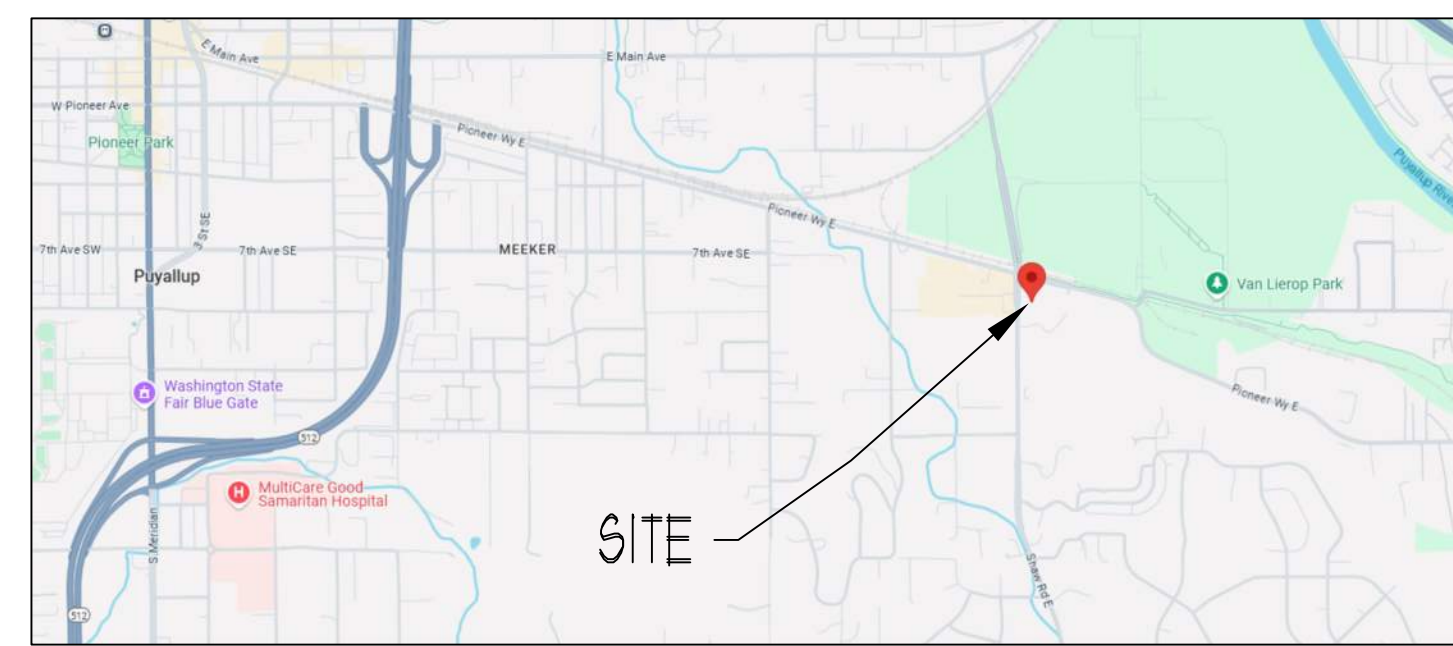 E Main Ave
E Main Ave
W Pioneer Ave
Pioneer Park
Pioneer Wy E
Puyallup River
3 St SE
Pioneer Wy E
7th Ave SW
7th Ave SE
MEEKER
7th Ave SE
Puyallup
Van Lierop Park
Washington State
Fair Blue Gate
Pioneer Wy E
512
MultiCare Good
Samaritan Hospital
S Meridian
SITE
Shaw Rd E
512